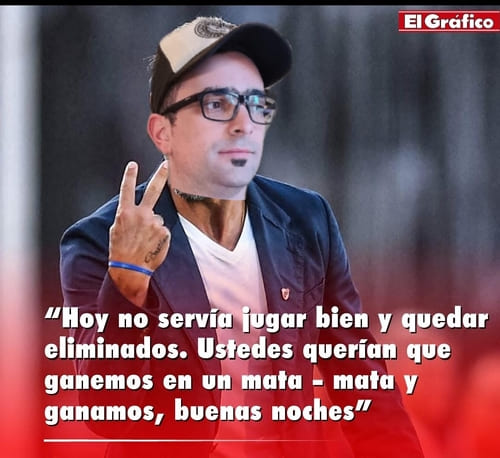 El Gráfico
“Hoy no servía jugar bien y quedar
eliminados. Ustedes querían que
ganemos en un mata – mata y
ganamos, buenas noches”